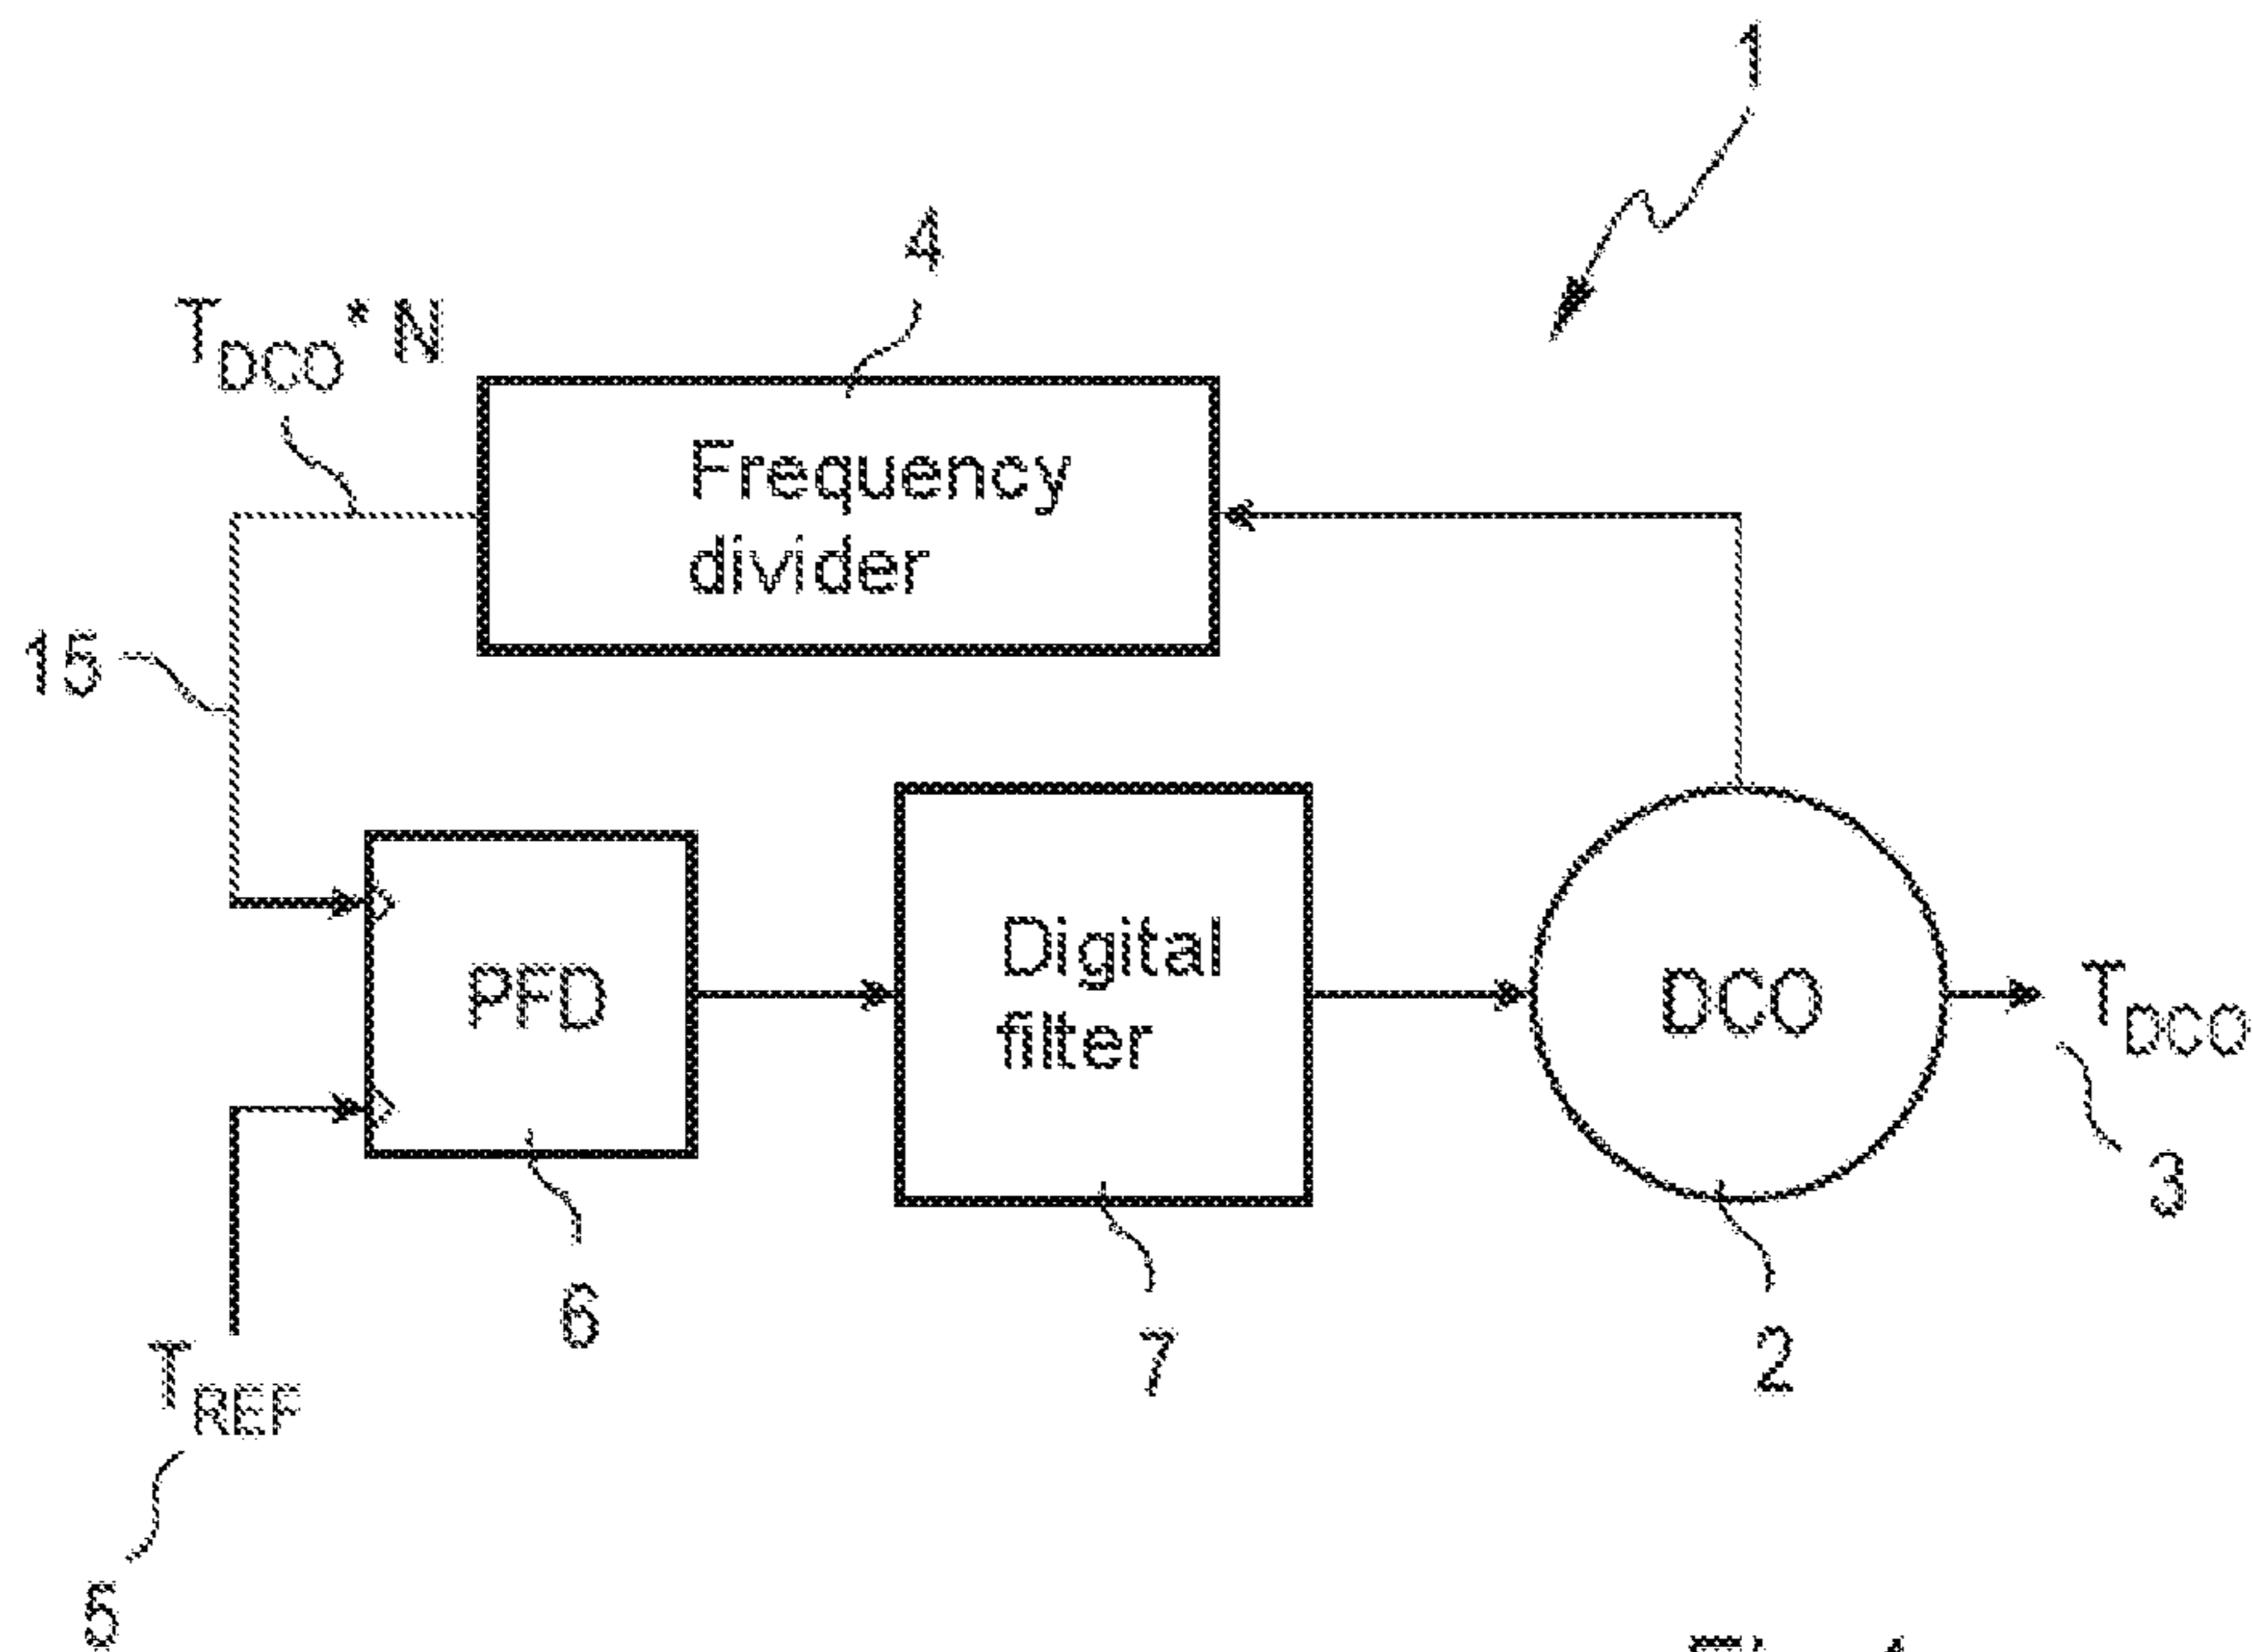 1
4
T_DCO * N
Frequency
divider
15
PFD
Digital
filter
DCO
T_DCO
3
6
7
2
T_REF
5